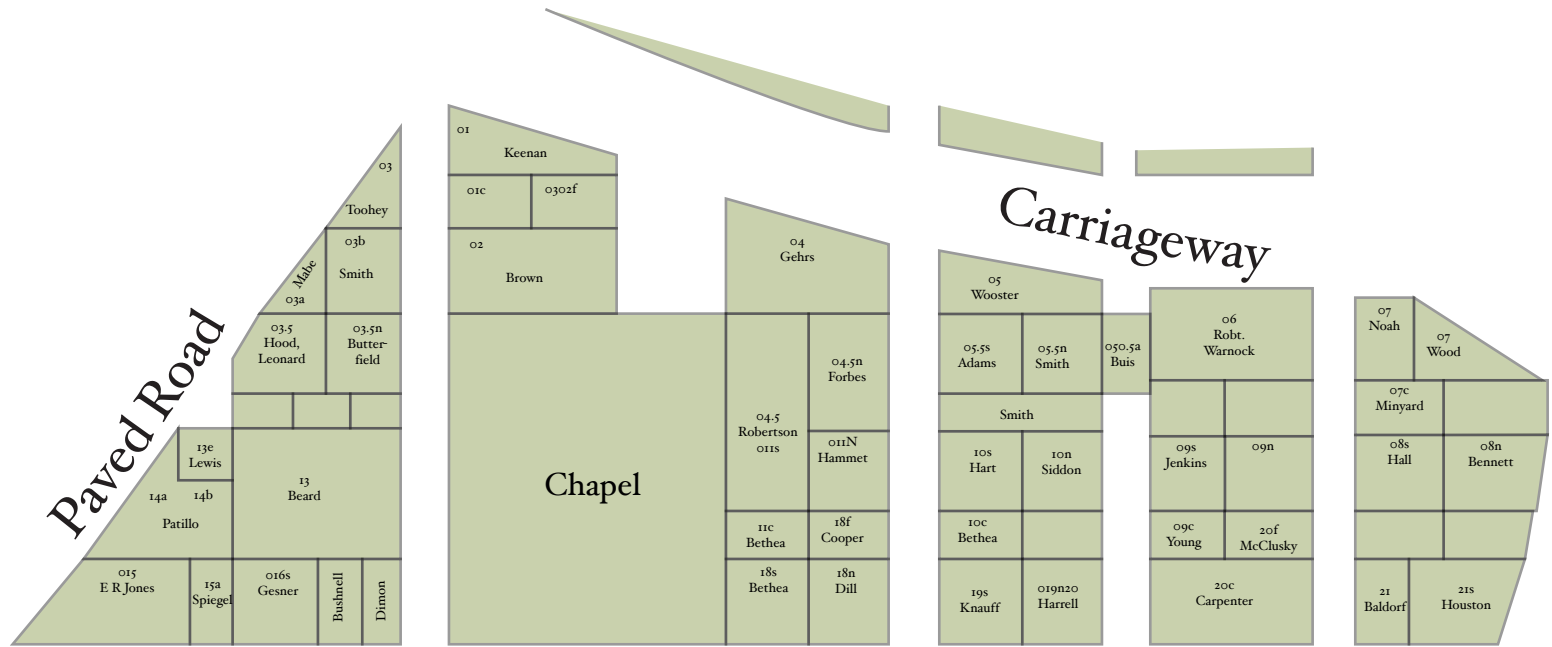 Paved Road
03
Toohey
Mabe
03a
03b
Smith
03.5
Hood,
Leonard
03.5n
Butter-
field
13e
Lewis
14a
14b
Patillo
13
Beard
015
E R Jones
15a
Spiegel
016s
Gesner
Bushnell
Dimon
01
Keenan
01c
0302f
02
Brown
Chapel
04
Gehrs
04.5
Robertson
011s
04.5n
Forbes
011N
Hammet
11c
Bethea
18f
Cooper
18s
Bethea
18n
Dill
Carriageway
05
Wooster
05.5s
Adams
05.5n
Smith
050.5a
Buis
Smith
10s
Hart
10n
Siddon
10c
Bethea
19s
Knauff
019n20
Harrell
06
Robt.
Warnock
09s
Jenkins
09n
09c
Young
20f
McClusky
20c
Carpenter
07
Noah
07
Wood
07c
Minyard
08s
Hall
08n
Bennett
21
Baldorf
21s
Houston